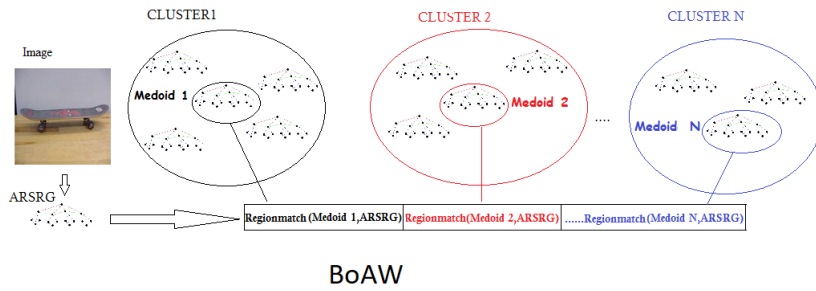 CLUSTER1
CLUSTER 2
CLUSTER N
Image
Medoid 1
Medoid 2
....
Medoid N
ARSRG
Regionmatch(Medoid 1,ARSRG)
Regionmatch(Medoid 2,ARSRG)
......Regionmatch(Medoid N,ARSRG)
BoAW